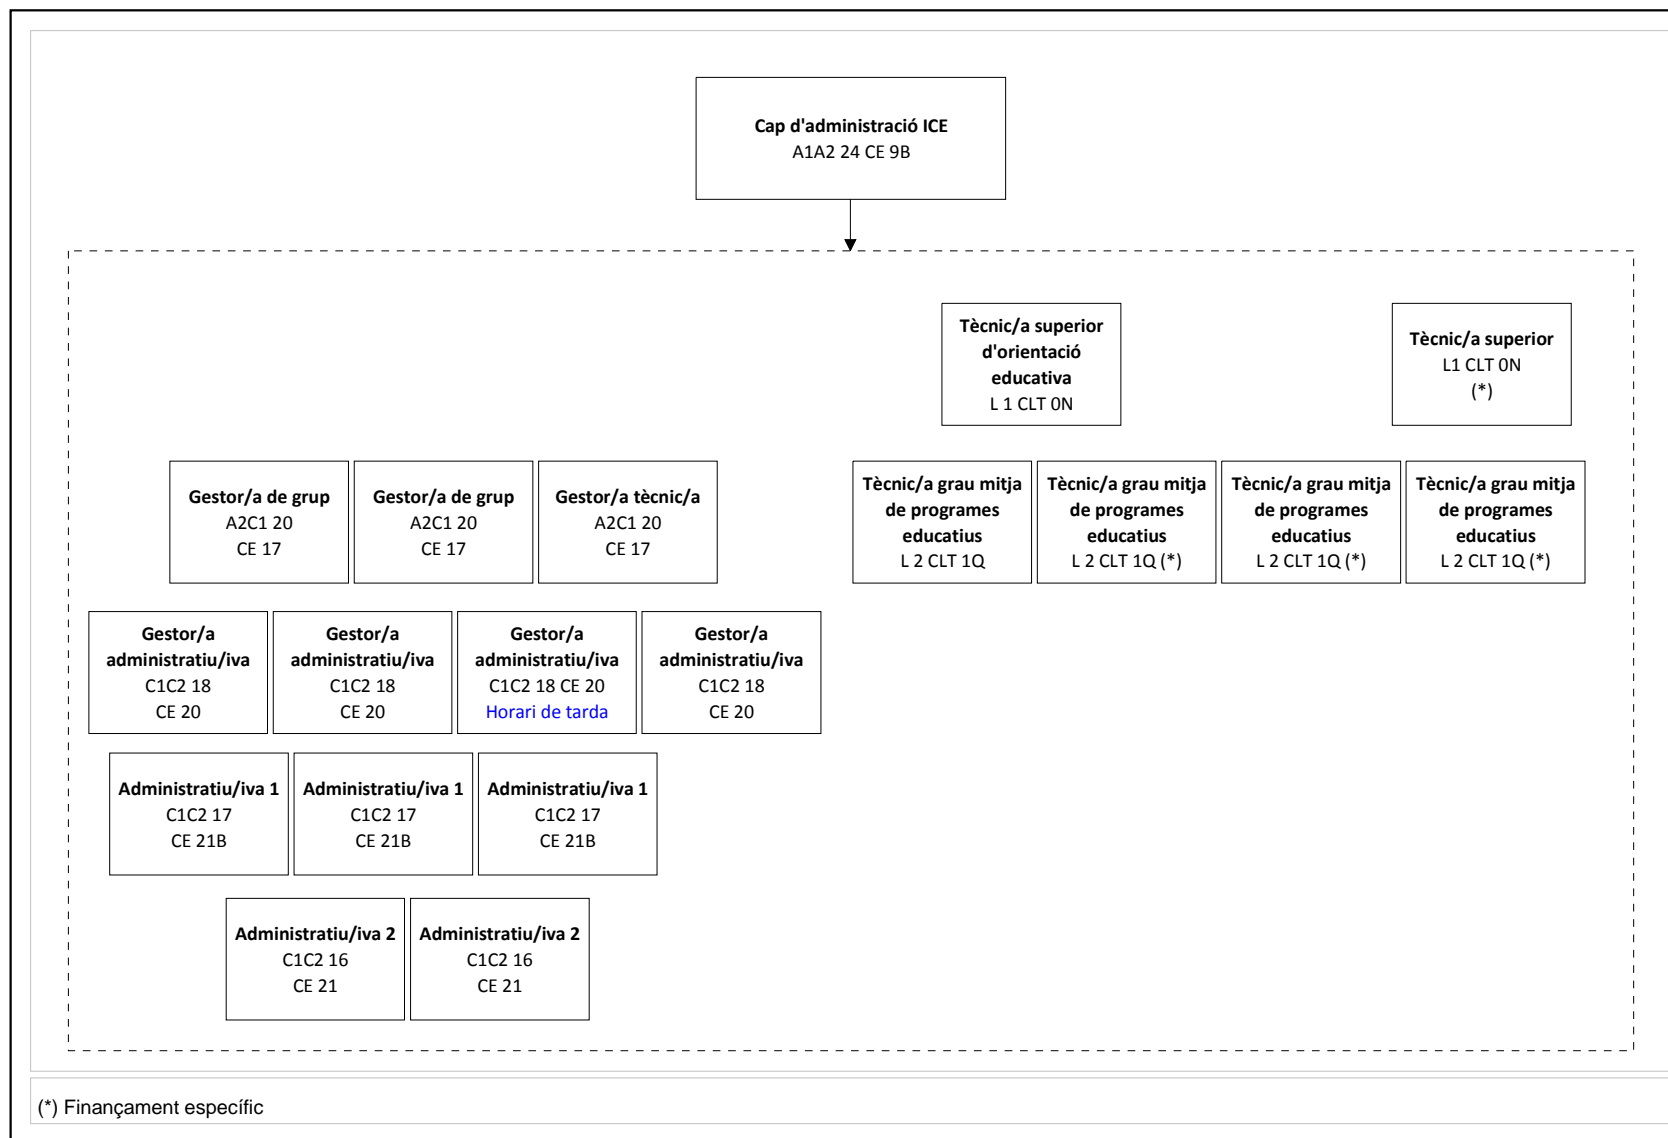 Cap d'administració ICE
A1A2 24 CE 9B
Tècnic/a superior
d'orientació
educativa
L 1 CLT 0N
Tècnic/a superior
L1 CLT 0N
(*)
Gestor/a de grup
A2C1 20
CE 17
Gestor/a de grup
A2C1 20
CE 17
Gestor/a tècnic/a
A2C1 20
CE 17
Tècnic/a grau mitja
de programes
educatius
L 2 CLT 1Q
Tècnic/a grau mitja
de programes
educatius
L 2 CLT 1Q (*)
Tècnic/a grau mitja
de programes
educatius
L 2 CLT 1Q (*)
Tècnic/a grau mitja
de programes
educatius
L 2 CLT 1Q (*)
Gestor/a
administratiu/iva
C1C2 18
CE 20
Gestor/a
administratiu/iva
C1C2 18
CE 20
Gestor/a
administratiu/iva
C1C2 18 CE 20
Horari de tarda
Gestor/a
administratiu/iva
C1C2 18
CE 20
Administratiu/iva 1
C1C2 17
CE 21B
Administratiu/iva 1
C1C2 17
CE 21B
Administratiu/iva 1
C1C2 17
CE 21B
Administratiu/iva 2
C1C2 16
CE 21
Administratiu/iva 2
C1C2 16
CE 21
(*) Finançament específic